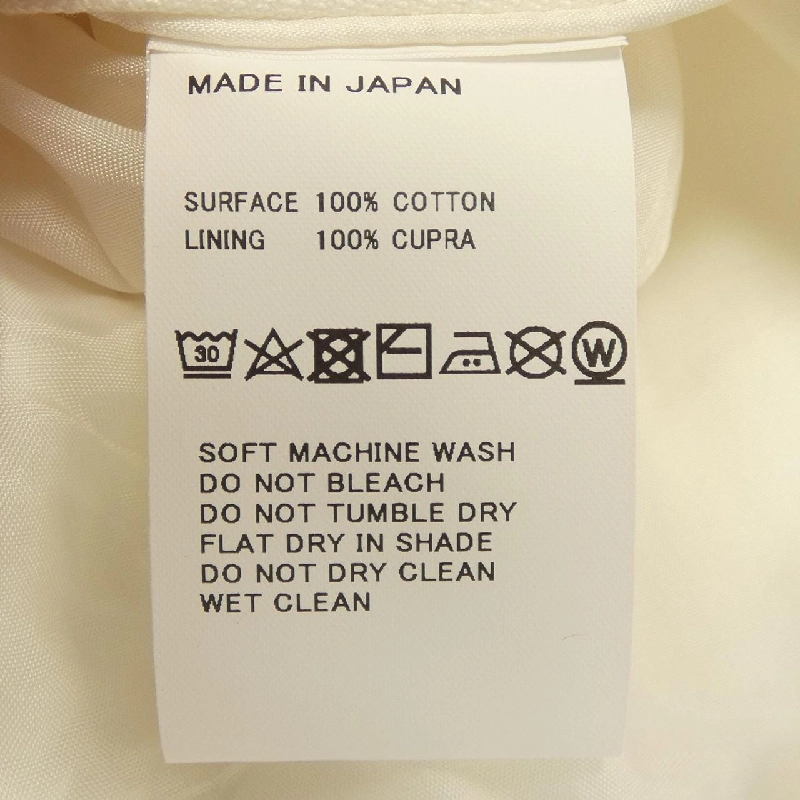 MADE IN JAPAN
SURFACE 100% COTTON
LINING 100% CUPRA
30 W
SOFT MACHINE WASH
DO NOT BLEACH
DO NOT TUMBLE DRY
FLAT DRY IN SHADE
DO NOT DRY CLEAN
WET CLEAN